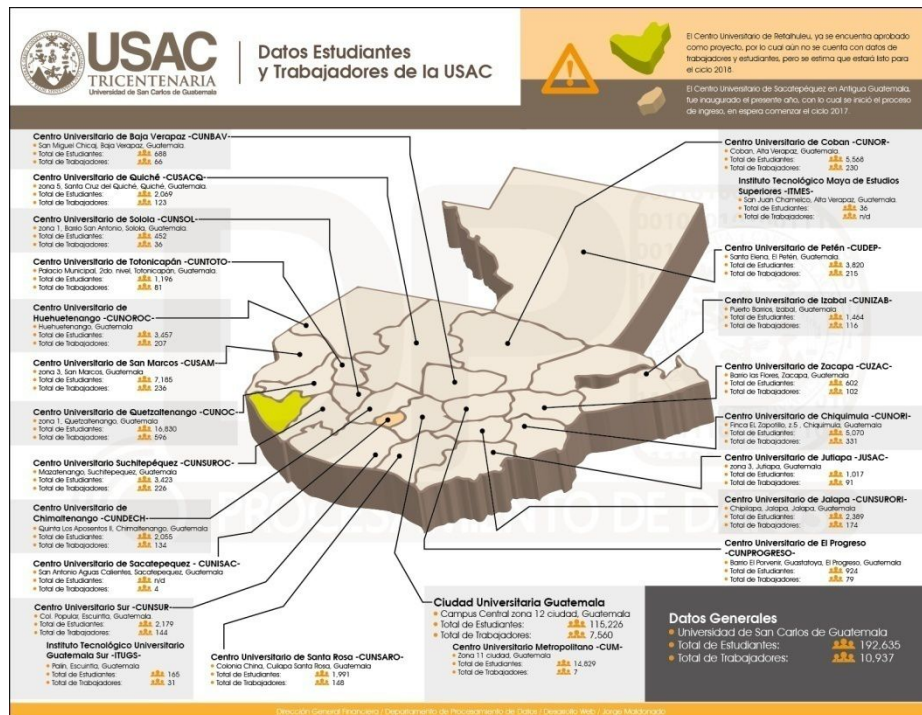 USAC
TRICENTENARIA
Universidad de San Carlos de Guatemala
Datos Estudiantes
y Trabajadores de la USAC
El Centro Universitario de Retalhuleu, ya se encuentra aprobado
como proyecto, por lo cual aún no se cuenta con datos de
trabajadores y estudiantes, pero se estima que estará listo para
el ciclo 2018.
El Centro Universitario de Sacatepéquez en Antigua Guatemala,
fue inaugurado el presente año, con lo cual se inició el proceso
de ingreso, en espera comenzar el ciclo 2017.
Centro Universitario de Baja Verapaz -CUNBAV-
San Miguel Chicaj, Baja Verapaz, Guatemala.
Total de Estudiantes: 688
Total de Trabajadores: 66
Centro Universitario de Quiché -CUSACQ-
zona 5, Santa Cruz del Quiché, Quiché, Guatemala.
Total de Estudiantes: 2,069
Total de Trabajadores: 123
Centro Universitario de Solola -CUNSOL-
zona 1, Barrio San Antonio, Solola, Guatemala.
Total de Estudiantes: 452
Total de Trabajadores: 36
Centro Universitario de Totonicapán -CUNTOTO-
Palacio Municipal, 2do. nivel, Totonicapán, Guatemala.
Total de Estudiantes: 1,196
Total de Trabajadores: 81
Centro Universitario de
Huehuetenango -CUNOROC-
Huehuetenango, Guatemala
Total de Estudiantes: 3,457
Total de Trabajadores: 207
Centro Universitario de San Marcos -CUSAM-
zona 3, San Marcos, Guatemala
Total de Estudiantes: 7,185
Total de Trabajadores: 236
Centro Universitario de Quetzaltenango -CUNOC-
zona 1, Quetzaltenango, Guatemala
Total de Estudiantes: 16,830
Total de Trabajadores: 596
Centro Universitario Suchitepéquez -CUNSUROC-
Mazatenango, Suchitepequez, Guatemala
Total de Estudiantes: 3,423
Total de Trabajadores: 226
Centro Universitario de
Chimaltenango -CUNDECH-
Quinta Los Aposentos II, Chimaltenango, Guatemala
Total de Estudiantes: 2,055
Total de Trabajadores: 134
Centro Universitario de Sacatepequez - CUNISAC-
San Antonio Aguas Calientes, Sacatepequez, Guatemala
Total de Estudiantes: n/d
Total de Trabajadores: 4
Centro Universitario Sur -CUNSUR-
Col. Popular, Escuintla, Guatemala.
Total de Estudiantes: 2,179
Total de Trabajadores: 144
Instituto Tecnológico Universitario
Guatemala Sur -ITUGS-
Palín, Escuintla, Guatemala
Total de Estudiantes: 165
Total de Trabajadores: 31
Centro Universitario de Santa Rosa -CUNSARO-
Colonia China, Cuilapa Santa Rosa, Guatemala
Total de Estudiantes: 1,991
Total de Trabajadores: 148
Centro Universitario de Coban -CUNOR-
Coban, Alta Verapaz, Guatemala.
Total de Estudiantes: 5,568
Total de Trabajadores: 230
Instituto Tecnológico Maya de Estudios
Superiores -ITMES-
San Juan Chamelco, Alta Verapaz, Guatemala
Total de Estudiantes: 36
Total de Trabajadores: n/d
Centro Universitario de Petén -CUDEP-
Santa Elena, El Petén, Guatemala.
Total de Estudiantes: 3,820
Total de Trabajadores: 215
Centro Universitario de Izabal -CUNIZAB-
Puerto Barrios, Izabal, Guatemala
Total de Estudiantes: 1,464
Total de Trabajadores: 116
Centro Universitario de Zacapa -CUZAC-
Barrio las Flores, Zacapa, Guatemala
Total de Estudiantes: 602
Total de Trabajadores: 102
Centro Universitario de Chiquimula -CUNORI-
Finca EL Zapotillo, z.5 , Chiquimula, Guatemala
Total de Estudiantes: 5,070
Total de Trabajadores: 331
Centro Universitario de Jutiapa -JUSAC-
zona 3, Jutiapa, Guatemala
Total de Estudiantes: 1,017
Total de Trabajadores: 91
Centro Universitario de Jalapa -CUNSURORI-
Chipilapa, Jalapa, Jalapa, Guatemala
Total de Estudiantes: 2,389
Total de Trabajadores: 174
Centro Universitario de El Progreso
-CUNPROGRESO-
Barrio El Porvenir, Guastatoya, El Progreso, Guatemala
Total de Estudiantes: 924
Total de Trabajadores: 79
Ciudad Universitaria Guatemala
Campus Central zona 12 ciudad, Guatemala
Total de Estudiantes: 115,226
Total de Trabajadores: 7,560
Centro Universitario Metropolitano -CUM-
Zona 11 ciudad, Guatemala
Total de Estudiantes: 14,829
Total de Trabajadores: 7
Datos Generales
Universidad de San Carlos de Guatemala
Total de Estudiantes: 192,635
Total de Trabajadores: 10,937
Dirección General Financiera / Departamento de Procesamiento de Datos / Desarrollo Web / Jorge Maldonado